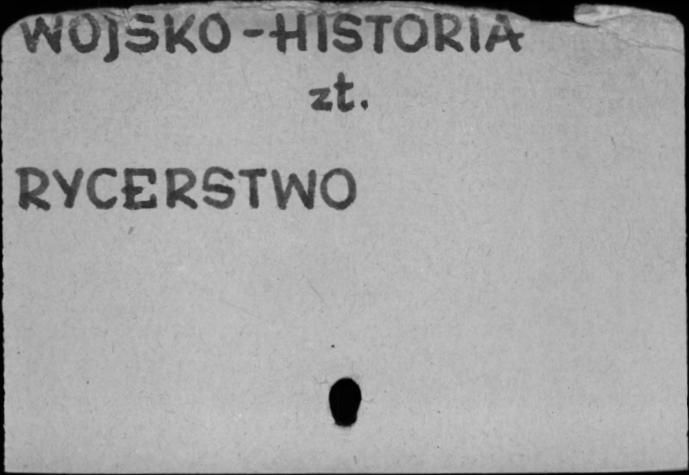 WOJSKO - HISTORIA
zt.
RYCERSTWO